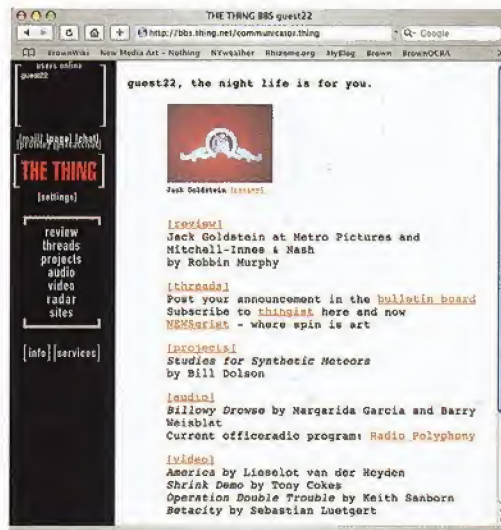 THE THING BBS guest22
http://bbs.thing.net/communicator.thing
Google
BrownWiki New Media Art - Nothing NYweather Rhizome.org MyBlog Brown BrownOCRA
users online
guest22
guest22, the night life is for you.
[mail] [page] [chat]
THE THING
Jack Goldstein [review]
[settings]
[review]
Jack Goldstein at Metro Pictures and
Mitchell-Innes & Nash
by Robbin Murphy
review
threads
projects
audio
video
radar
sites
[threads]
Post your announcement in the bulletin board
Subscribe to thingist here and now
NEWSgrist - where spin is art
[info] [services]
[projects]
Studies for Synthetic Meteors
by Bill Dolson
[audio]
Billowy Drowse by Margarida Garcia and Barry
Weisblat
Current officeradio program: Radio Polyphony
[video]
America by Lieselot van der Heyden
Shrink Demo by Tony Cokes
Operation Double Trouble by Keith Sanborn
Betacity by Sebastian Luetgert